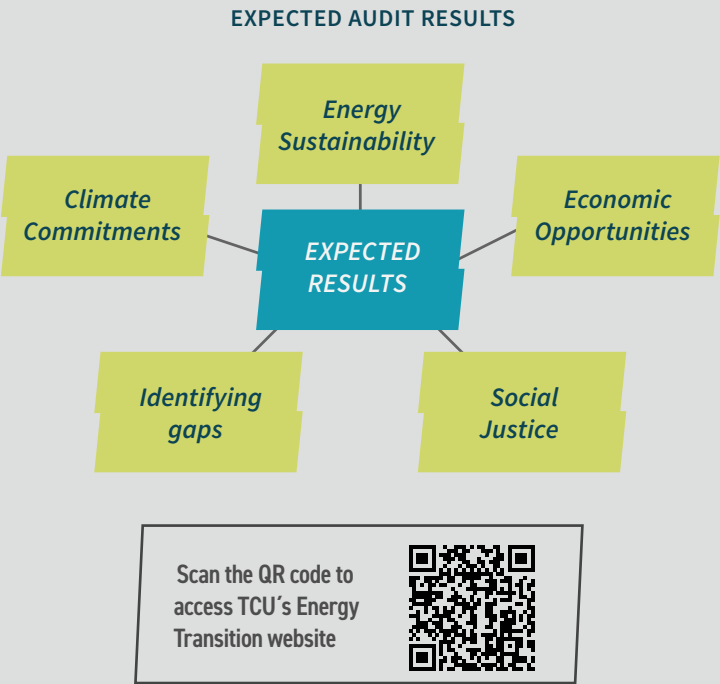 EXPECTED AUDIT RESULTS
Energy
Sustainability
Climate
Commitments
Economic
Opportunities
EXPECTED
RESULTS
Identifying
gaps
Social
Justice
Scan the QR code to
access TCU´s Energy
Transition website